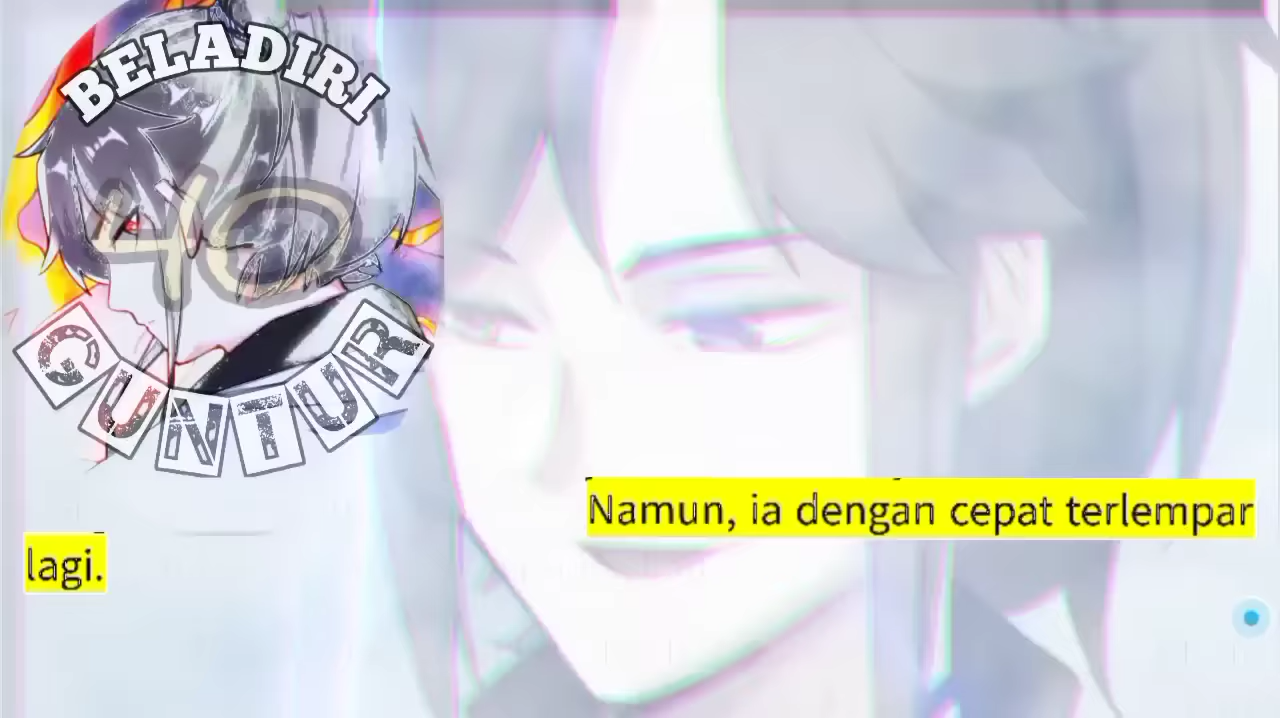 BELADIRI
40
GUNTUR
Namun, ia dengan cepat terlempar
lagi.